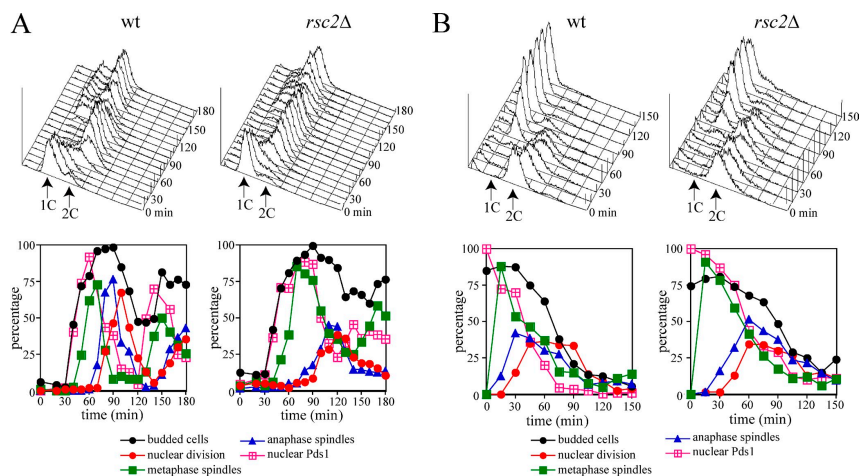 A
wt
rsc2Δ
B
wt
rsc2Δ
180
150
120
90
60
30
0 min
1C
2C
180
150
120
90
60
30
0 min
1C
2C
150
120
90
60
30
0 min
1C
2C
150
120
90
60
30
0 min
1C
2C
percentage
100
75
50
25
0
0 30 60 90 120 150 180
time (min)
percentage
100
75
50
25
0
0 30 60 90 120 150 180
time (min)
percentage
100
75
50
25
0
0 30 60 90 120 150
time (min)
percentage
100
75
50
25
0
0 30 60 90 120 150
time (min)
budded cells
nuclear division
metaphase spindles
anaphase spindles
nuclear Pds1
budded cells
nuclear division
metaphase spindles
anaphase spindles
nuclear Pds1